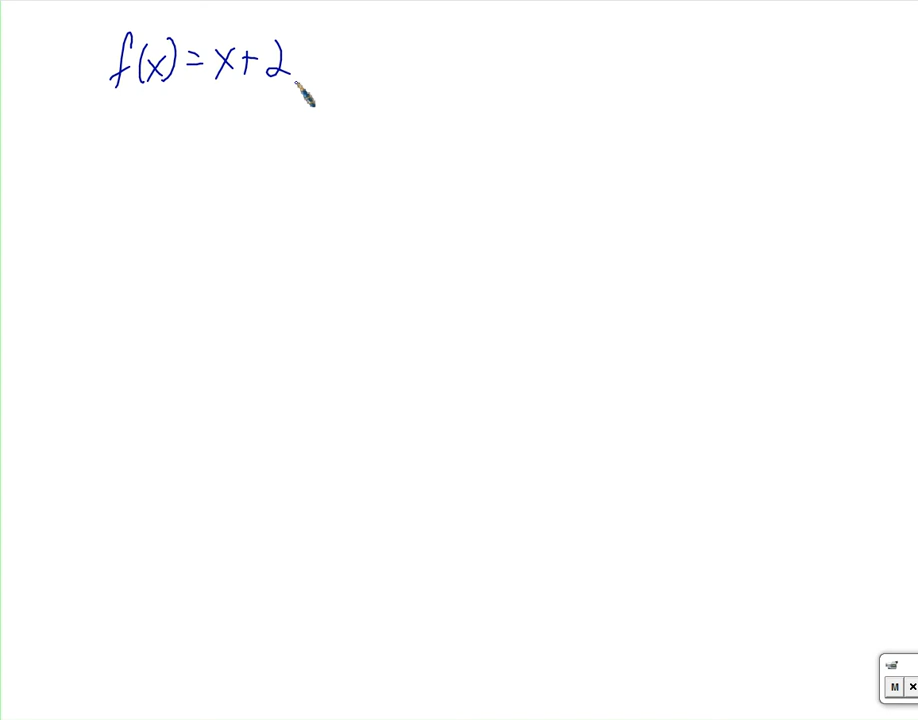 f(x) = x + 2
M x